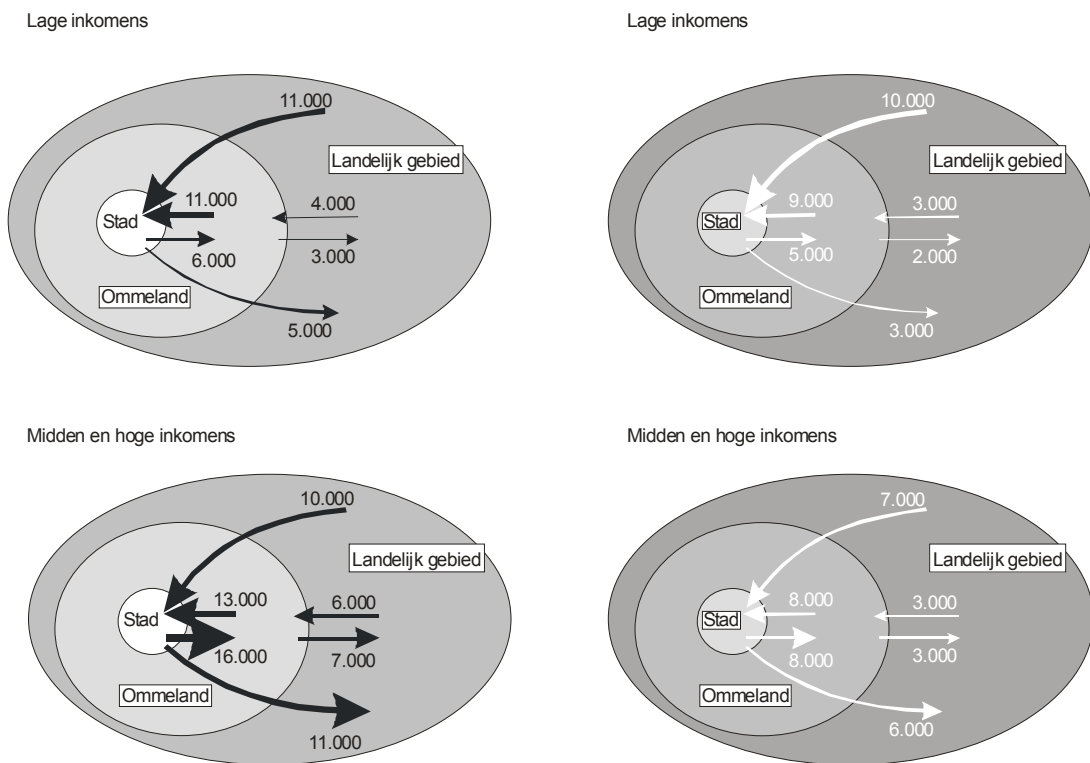 Lage inkomens
11.000
Landelijk gebied
11.000
4.000
Stad
6.000
3.000
Ommeland
5.000
Lage inkomens
10.000
Landelijk gebied
9.000
3.000
Stad
5.000
2.000
Ommeland
3.000
Midden en hoge inkomens
10.000
Landelijk gebied
13.000
6.000
Stad
16.000
7.000
Ommeland
11.000
Midden en hoge inkomens
7.000
Landelijk gebied
8.000
3.000
Stad
8.000
3.000
Ommeland
6.000